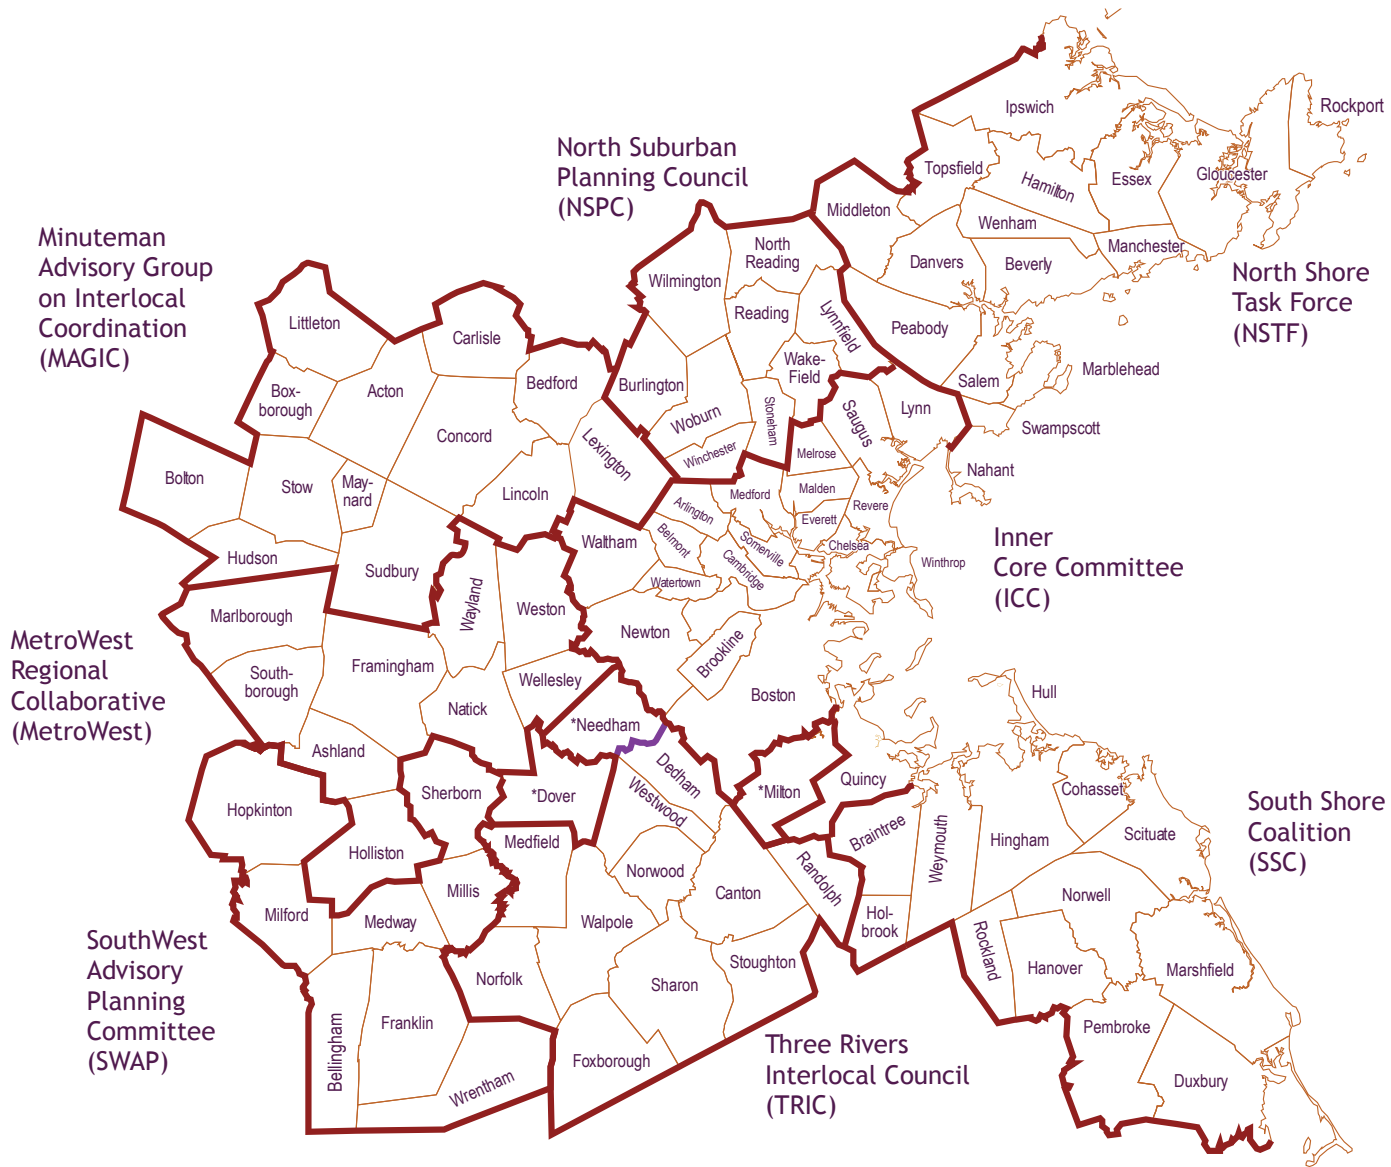 Rockport
Ipswich
North Suburban
Planning Council
(NSPC)
Topsfield
Hamilton
Essex
Gloucester
Middleton
Wenham
Manchester
Minuteman
Advisory Group
on Interlocal
Coordination
(MAGIC)
North
Reading
Danvers
Beverly
North Shore
Task Force
(NSTF)
Wilmington
Reading
Lynnfield
Peabody
Littleton
Carlisle
Wake-
Field
Marblehead
Salem
Burlington
Bedford
Box-
borough
Acton
Woburn
Stoneham
Saugus
Lynn
Swampscott
Concord
Lexington
Winchester
Melrose
Nahant
Bolton
Stow
May-
nard
Lincoln
Medford
Malden
Arlington
Revere
Everett
Inner
Core Committee
(ICC)
Waltham
Belmont
Somerville
Chelsea
Hudson
Sudbury
Cambridge
Winthrop
Watertown
Marlborough
Wayland
Weston
Newton
Brookline
MetroWest
Regional
Collaborative
(MetroWest)
Framingham
South-
borough
Wellesley
Boston
Hull
Natick
*Needham
Ashland
Dedham
Quincy
Cohasset
Sherborn
*Dover
Westwood
*Milton
South Shore
Coalition
(SSC)
Hopkinton
Braintree
Weymouth
Hingham
Scituate
Holliston
Medfield
Norwood
Canton
Randolph
Millis
Norwell
Milford
Medway
Walpole
Hol-
brook
SouthWest
Advisory
Planning
Committee
(SWAP)
Rockland
Stoughton
Hanover
Marshfield
Norfolk
Sharon
Franklin
Pembroke
Bellingham
Foxborough
Three Rivers
Interlocal Council
(TRIC)
Wrentham
Duxbury